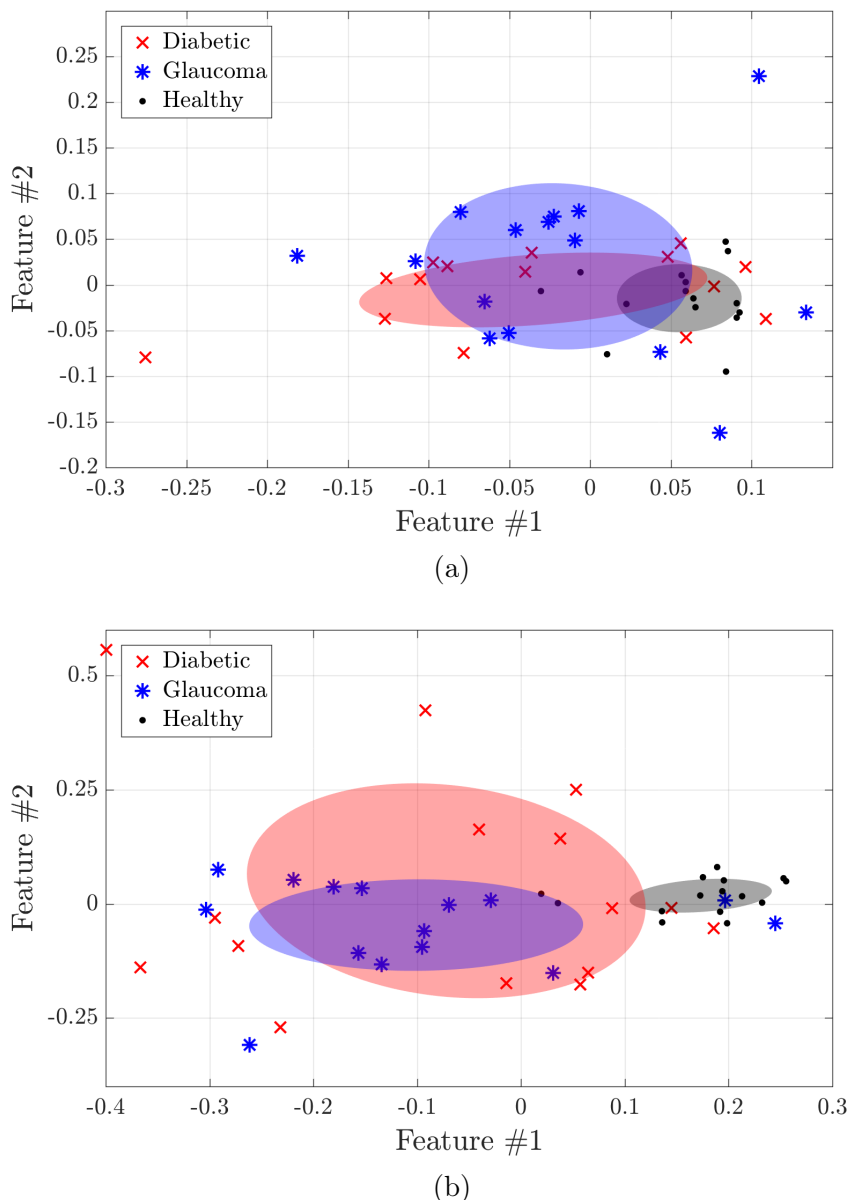 Diabetic
Glaucoma
Healthy
0.25
0.2
0.15
0.1
0.05
0
-0.05
-0.1
-0.15
-0.2
Feature #2
-0.3 -0.25 -0.2 -0.15 -0.1 -0.05 0 0.05 0.1
Feature #1
(a)
Diabetic
Glaucoma
Healthy
0.5
0.25
0
-0.25
Feature #2
-0.4 -0.3 -0.2 -0.1 0 0.1 0.2 0.3
Feature #1
(b)